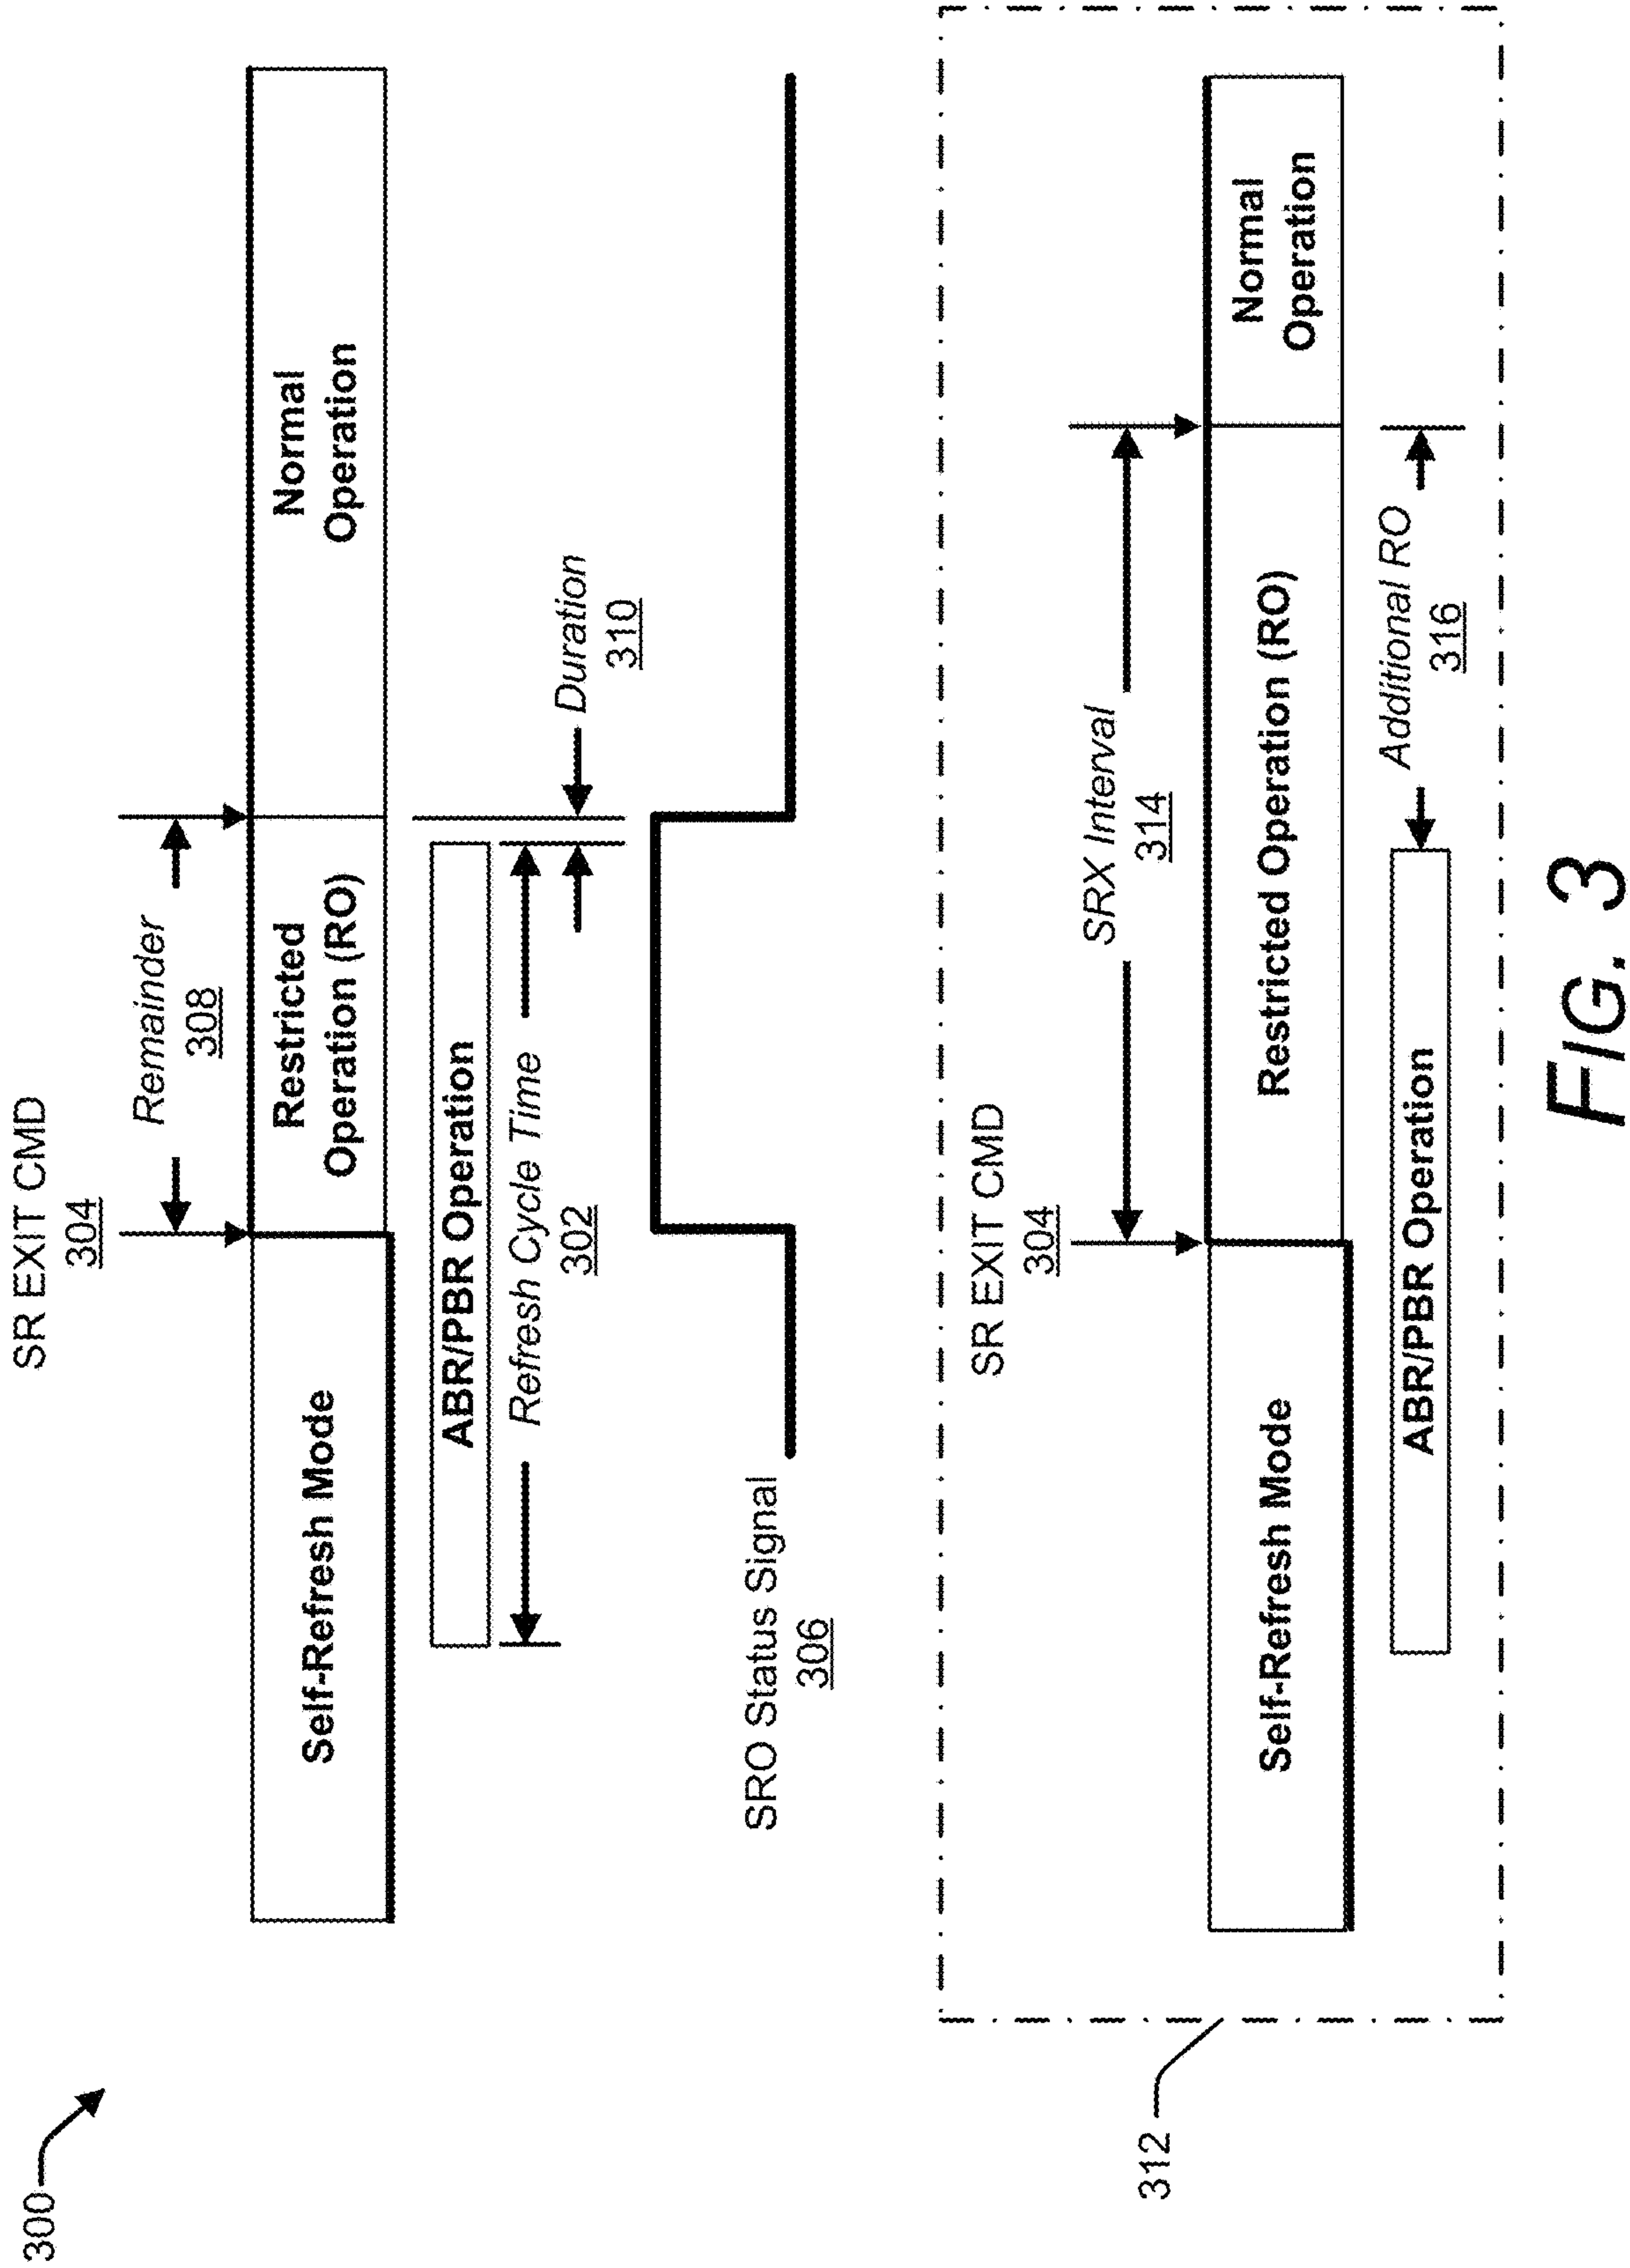 300
SR EXIT CMD
304
Remainder
308
Self-Refresh Mode
Restricted
Operation (RO)
Normal
Operation
ABR/PBR Operation
Refresh Cycle Time
302
Duration
310
SRO Status Signal
306
312
SR EXIT CMD
304
SRX Interval
314
Self-Refresh Mode
Restricted Operation (RO)
Normal
Operation
ABR/PBR Operation
Additional RO
316
FIG. 3